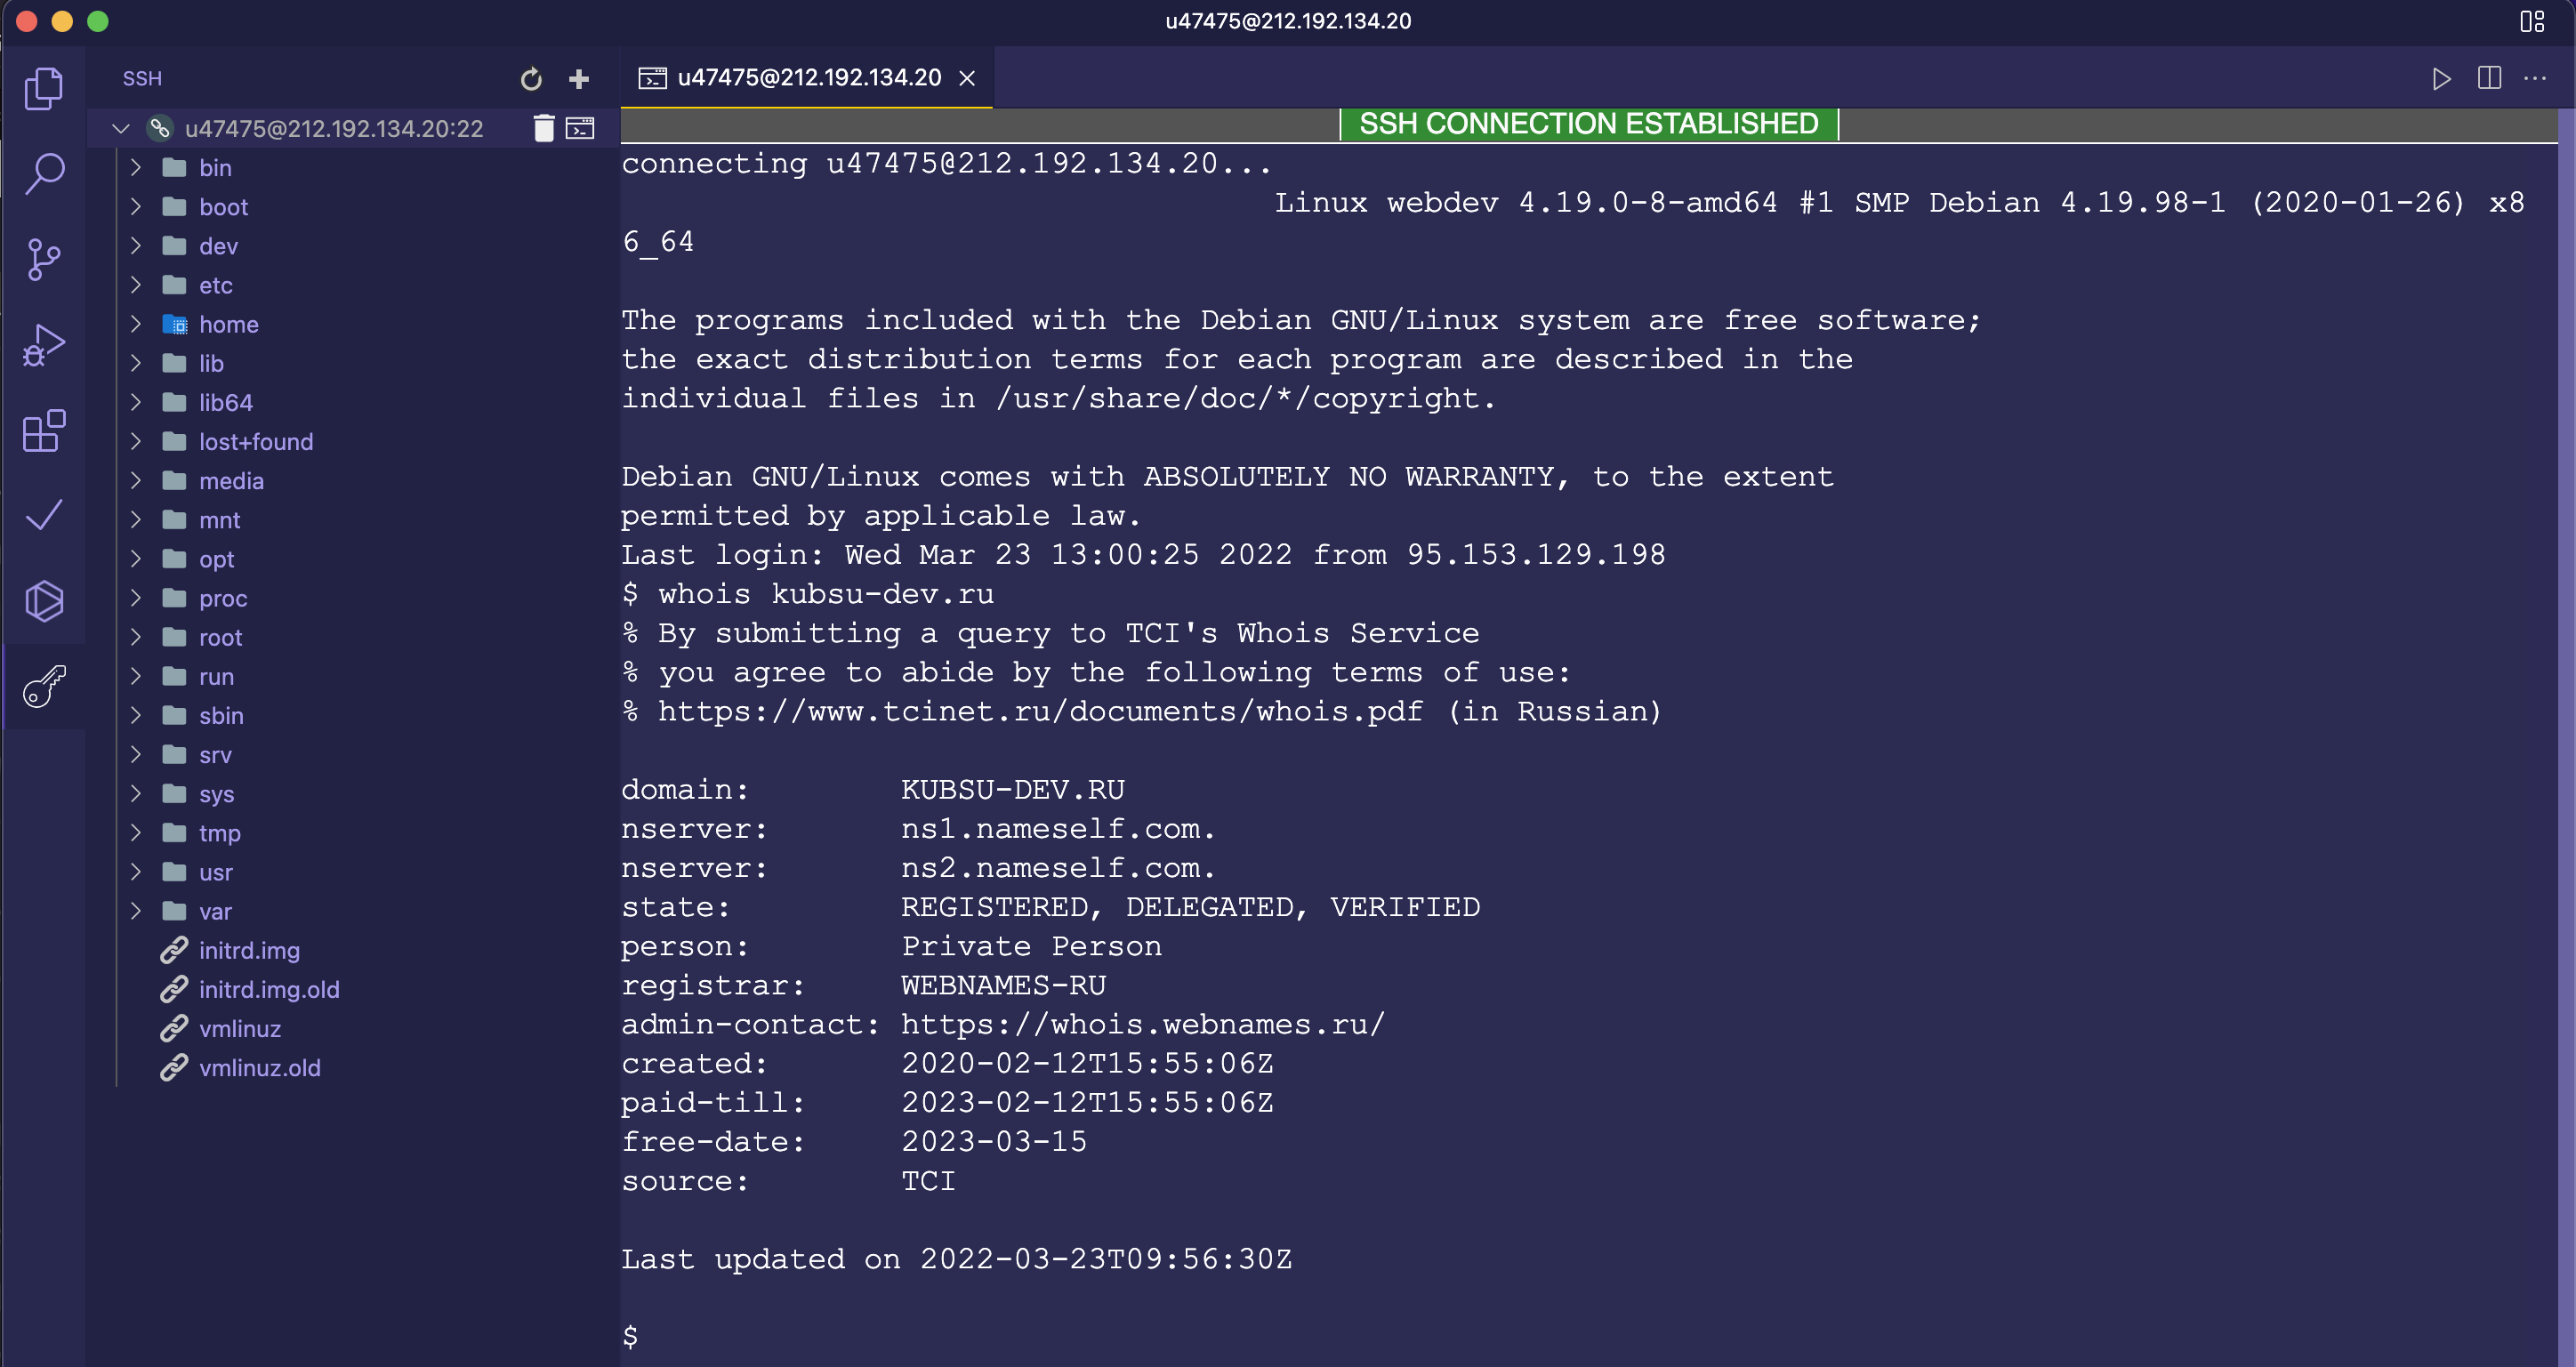 u47475@212.192.134.20
SSH
u47475@212.192.134.20:22
bin
boot
dev
etc
home
lib
lib64
lost+found
media
mnt
opt
proc
root
run
sbin
srv
sys
tmp
usr
var
initrd.img
initrd.img.old
vmlinuz
vmlinuz.old
u47475@212.192.134.20
SSH CONNECTION ESTABLISHED
connecting u47475@212.192.134.20...
Linux webdev 4.19.0-8-amd64 #1 SMP Debian 4.19.98-1 (2020-01-26) x8
6_64
The programs included with the Debian GNU/Linux system are free software;
the exact distribution terms for each program are described in the
individual files in /usr/share/doc/*/copyright.
Debian GNU/Linux comes with ABSOLUTELY NO WARRANTY, to the extent
permitted by applicable law.
Last login: Wed Mar 23 13:00:25 2022 from 95.153.129.198
$ whois kubsu-dev.ru
% By submitting a query to TCI's Whois Service
% you agree to abide by the following terms of use:
% https://www.tcinet.ru/documents/whois.pdf (in Russian)
domain: KUBSU-DEV.RU
nserver: ns1.nameself.com.
nserver: ns2.nameself.com.
state: REGISTERED, DELEGATED, VERIFIED
person: Private Person
registrar: WEBNAMES-RU
admin-contact: https://whois.webnames.ru/
created: 2020-02-12T15:55:06Z
paid-till: 2023-02-12T15:55:06Z
free-date: 2023-03-15
source: TCI
Last updated on 2022-03-23T09:56:30Z
$